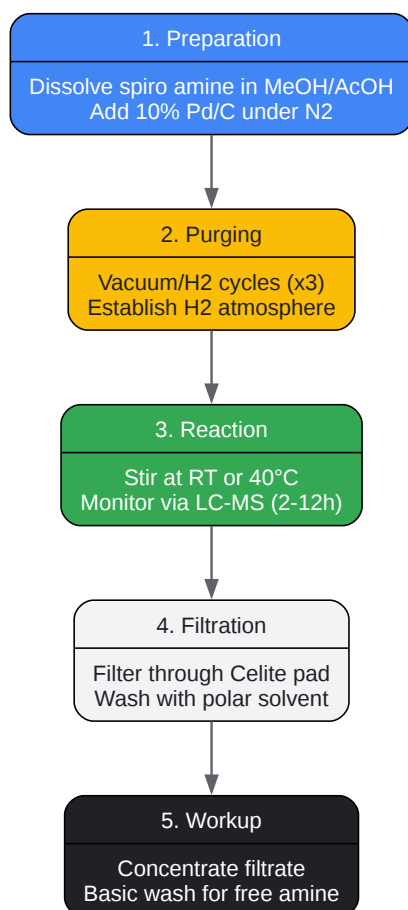 1. Preparation
Dissolve spiro amine in MeOH/AcOH
Add 10% Pd/C under N2
2. Purging
Vacuum/H2 cycles (x3)
Establish H2 atmosphere
3. Reaction
Stir at RT or 40°C
Monitor via LC-MS (2-12h)
4. Filtration
Filter through Celite pad
Wash with polar solvent
5. Workup
Concentrate filtrate
Basic wash for free amine